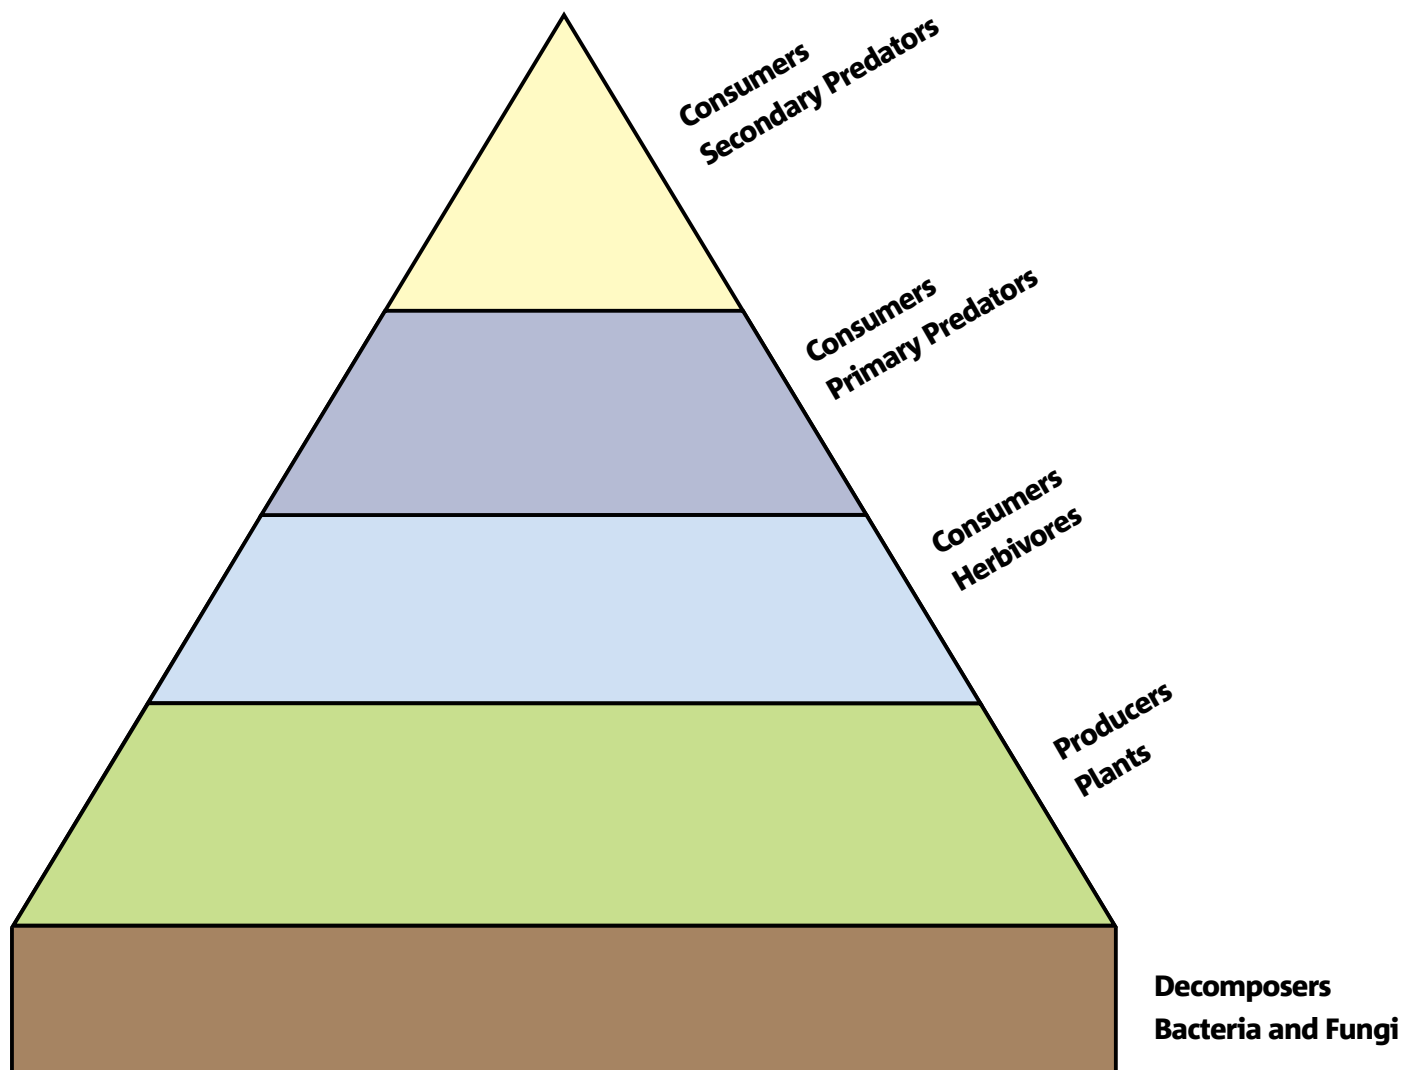 Consumers
Secondary Predators
Consumers
Primary Predators
Consumers
Herbivores
Producers
Plants
Decomposers
Bacteria and Fungi